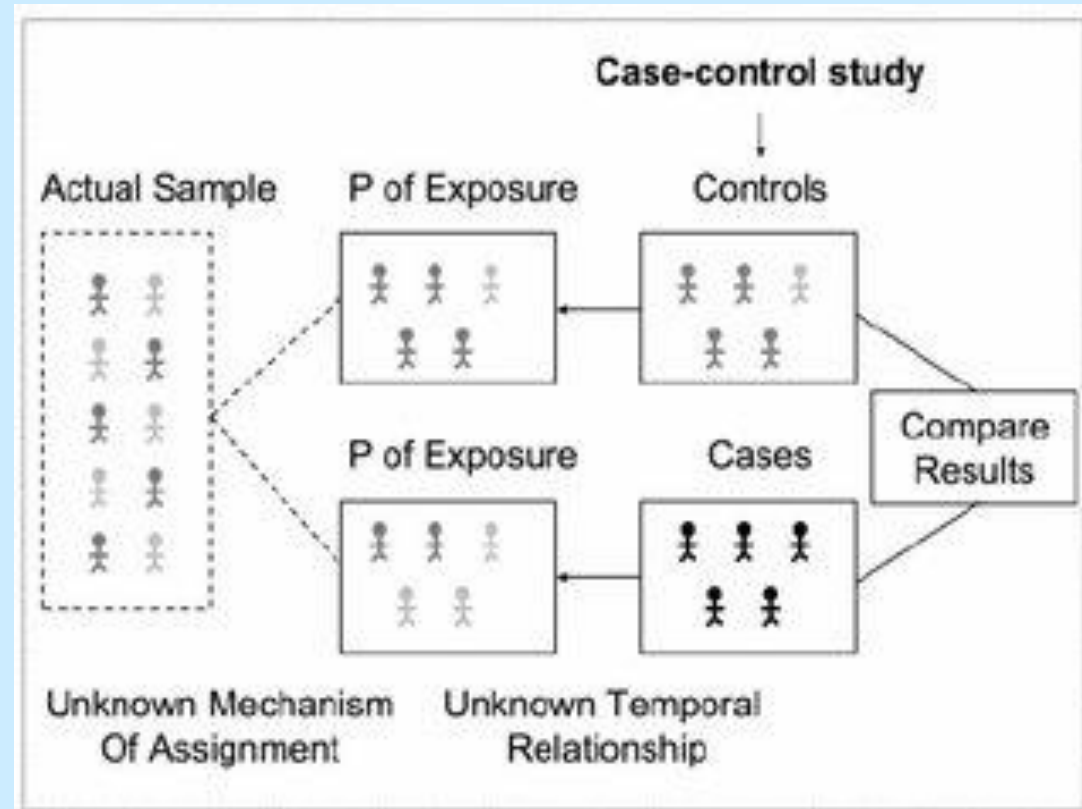 Case-control study
Actual Sample
P of Exposure
Controls
P of Exposure
Cases
Compare
Results
Unknown Mechanism
Of Assignment
Unknown Temporal
Relationship